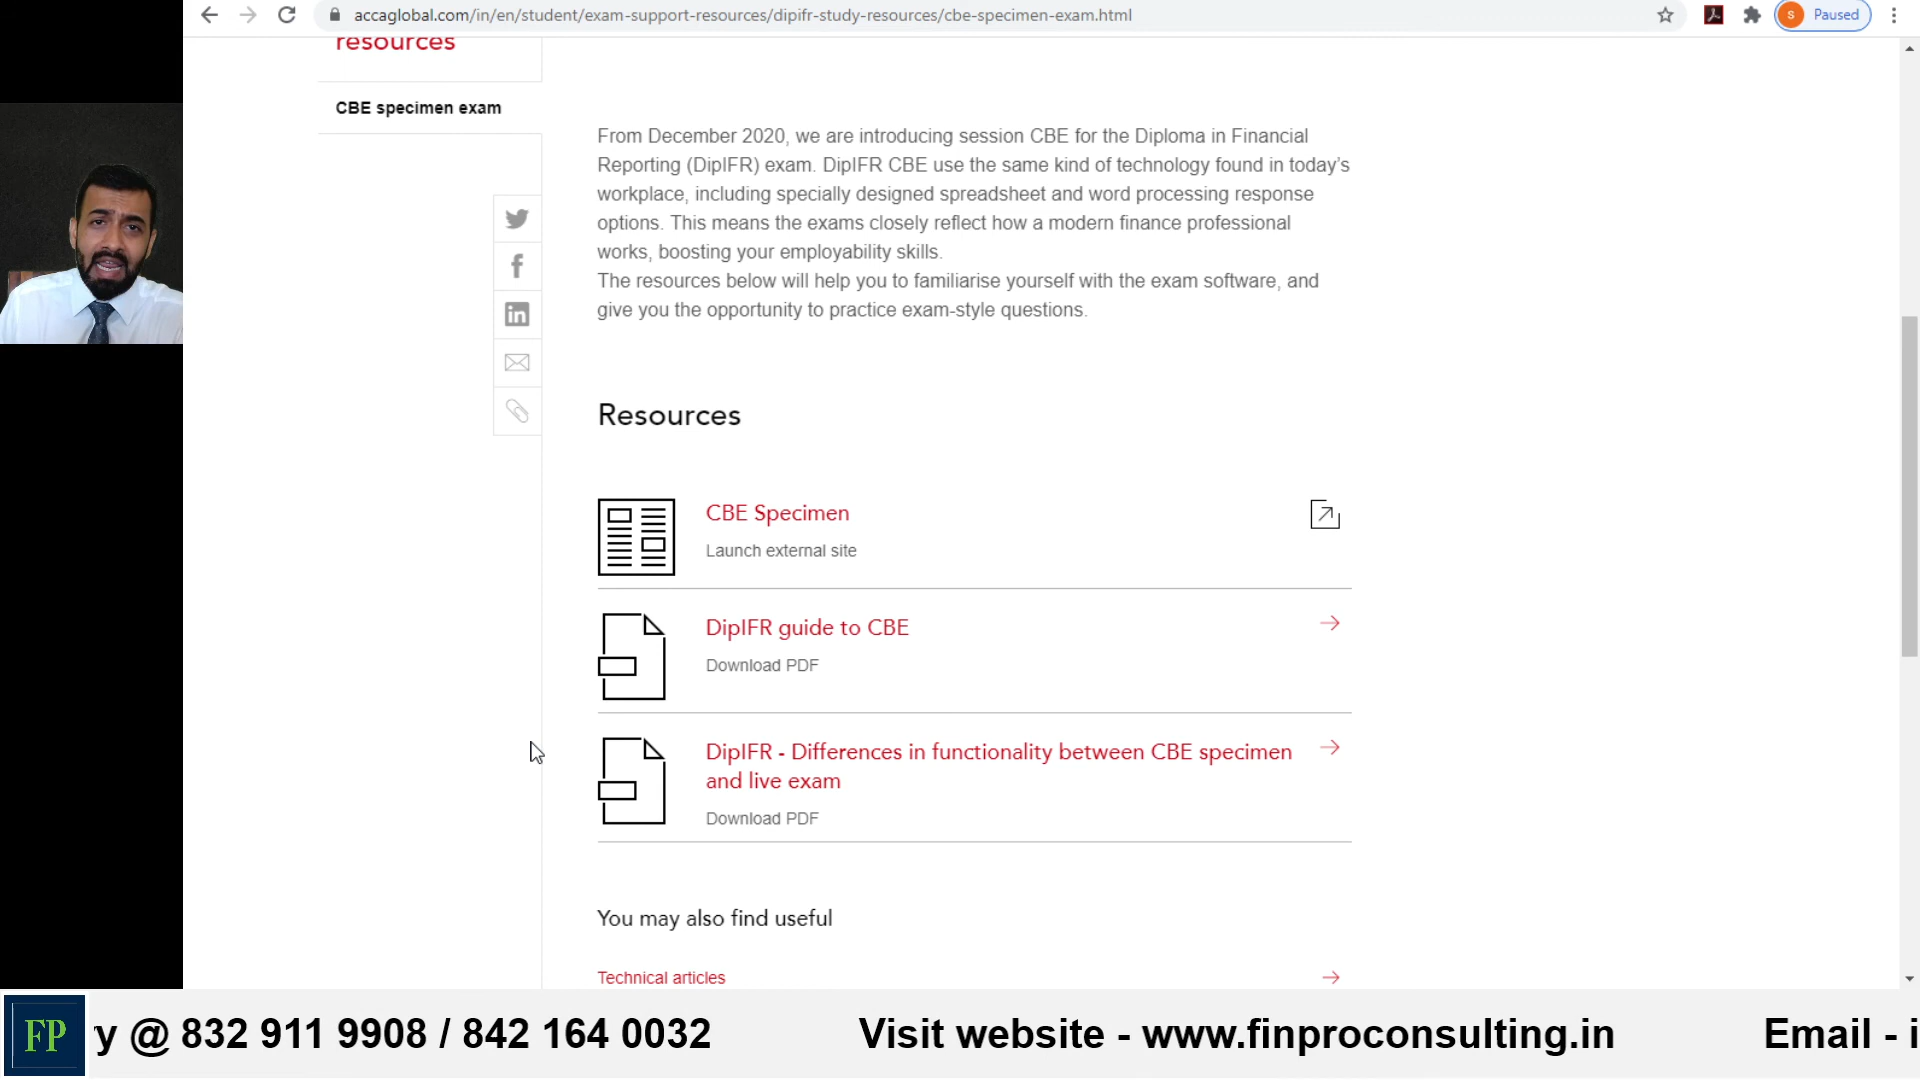 accaglobal.com/in/en/student/exam-support-resources/dipifr-study-resources/cbe-specimen-exam.html
S
Paused
resources
CBE specimen exam
From December 2020, we are introducing session CBE for the Diploma in Financial
Reporting (DipIFR) exam. DipIFR CBE use the same kind of technology found in today’s
workplace, including specially designed spreadsheet and word processing response
options. This means the exams closely reflect how a modern finance professional
works, boosting your employability skills.
The resources below will help you to familiarise yourself with the exam software, and
give you the opportunity to practice exam-style questions.
Resources
CBE Specimen
Launch external site
DipIFR guide to CBE
Download PDF
DipIFR - Differences in functionality between CBE specimen
and live exam
Download PDF
You may also find useful
Technical articles
FP
y @ 832 911 9908 / 842 164 0032 Visit website - www.finproconsulting.in Email - i